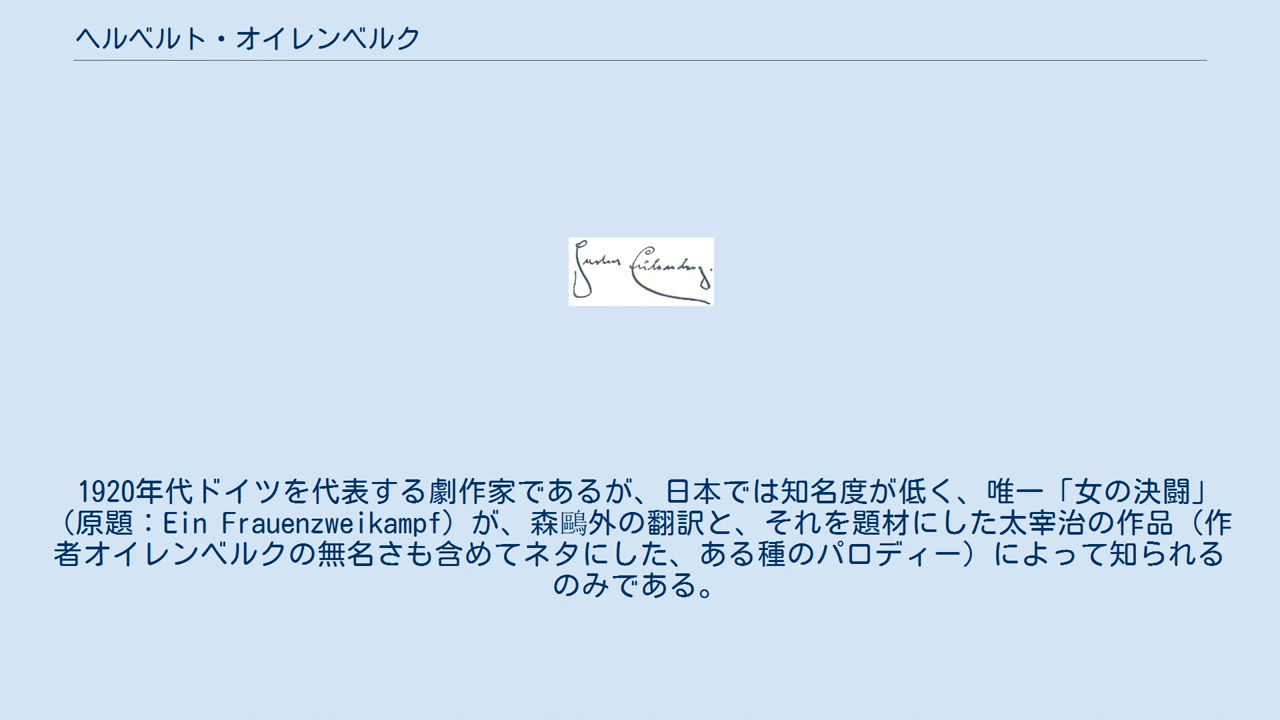 ヘルベルト・オイレンベルク
Eulenberg.
1920年代ドイツを代表する劇作家であるが、日本では知名度が低く、唯一「女の決闘」
（原題：Ein Frauenzweikampf）が、森鷗外の翻訳と、それを題材にした太宰治の作品（作
者オイレンベルクの無名さも含めてネタにした、ある種のパロディー）によって知られる
のみである。